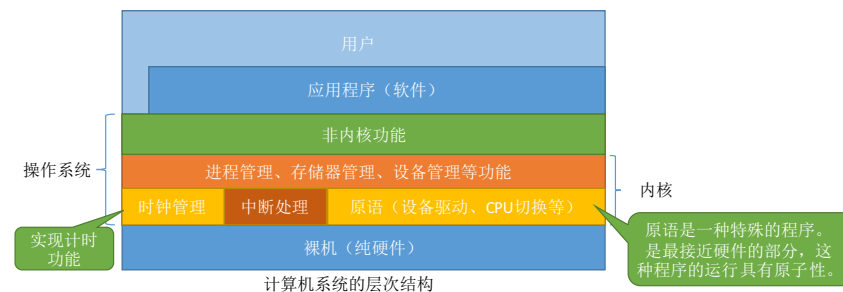 用户
应用程序（软件）
非内核功能
操作系统
进程管理、存储器管理、设备管理等功能
内核
时钟管理
中断处理
原语（设备驱动、CPU切换等）
实现计时
功能
裸机（纯硬件）
原语是一种特殊的程序。
是最接近硬件的部分，这
种程序的运行具有原子性。
计算机系统的层次结构